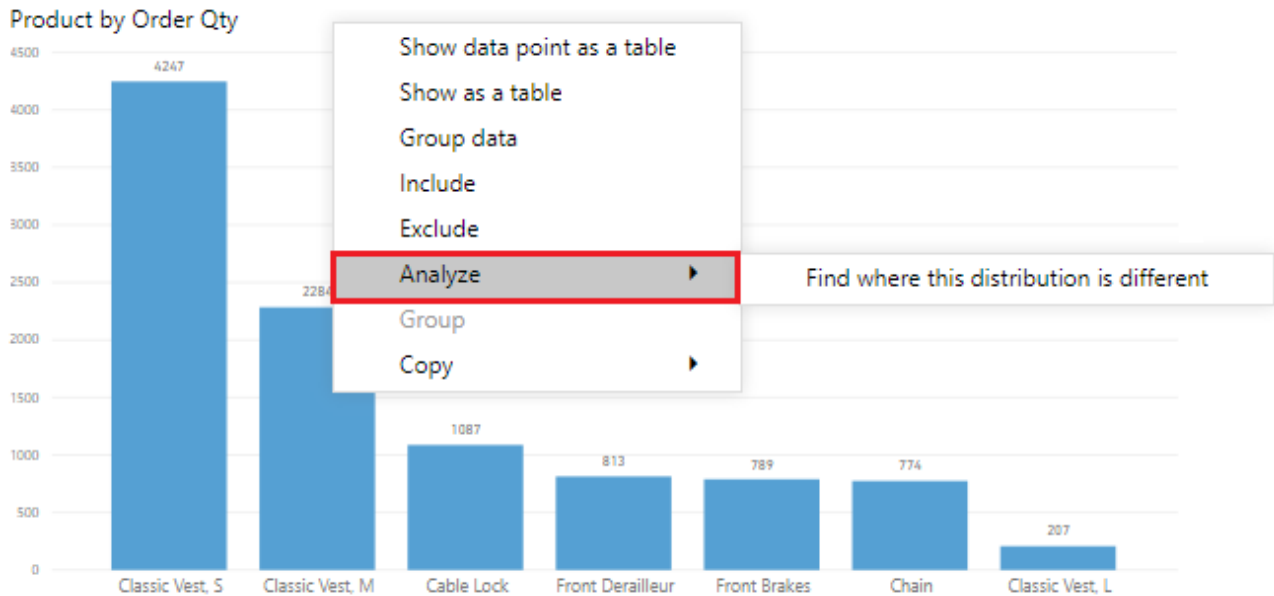 Product by Order Qty
4500
4000
3500
3000
2500
2000
1500
1000
500
0
4247
2284
1087
813
789
774
207
Classic Vest, S
Classic Vest, M
Cable Lock
Front Derailleur
Front Brakes
Chain
Classic Vest, L
Show data point as a table
Show as a table
Group data
Include
Exclude
Analyze
Find where this distribution is different
Group
Copy